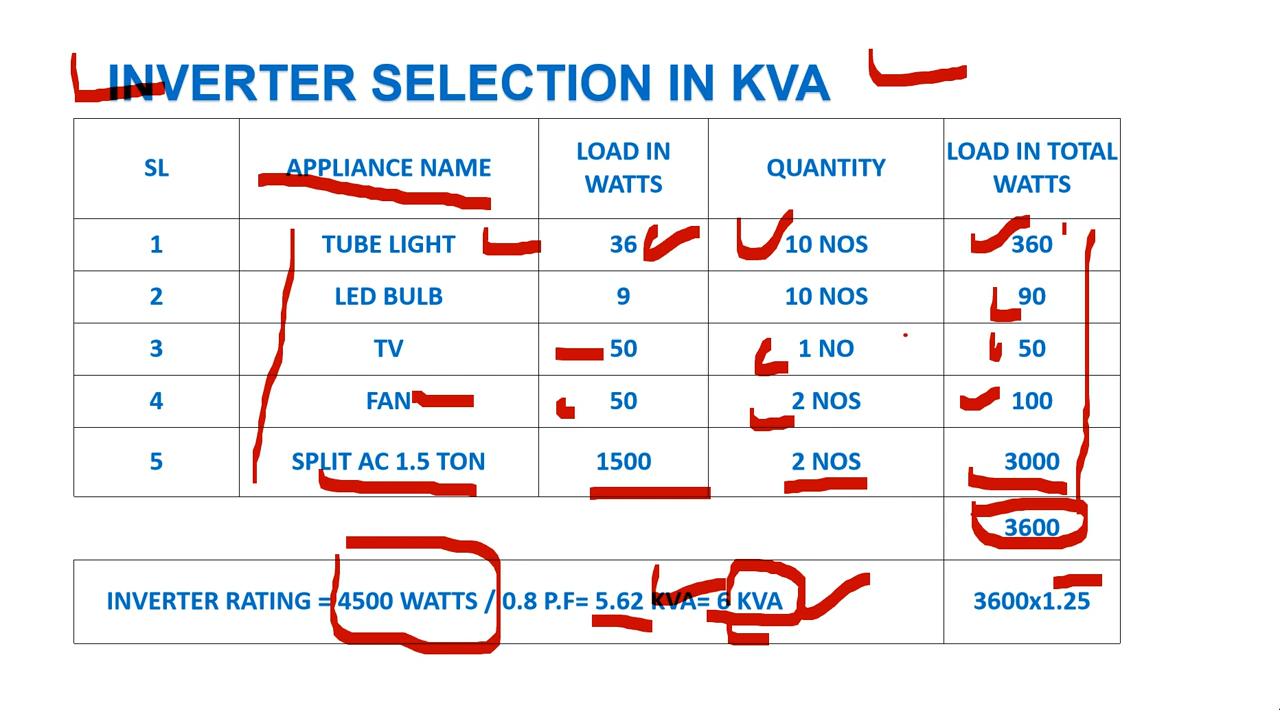 INVERTER SELECTION IN KVA
SL APPLIANCE NAME LOAD IN WATTS QUANTITY LOAD IN TOTAL WATTS
1 TUBE LIGHT 36 10 NOS 360
2 LED BULB 9 10 NOS 90
3 TV 50 1 NO 50
4 FAN 50 2 NOS 100
5 SPLIT AC 1.5 TON 1500 2 NOS 3000
3600
INVERTER RATING = 4500 WATTS / 0.8 P.F= 5.62 KVA= 6 KVA 3600x1.25